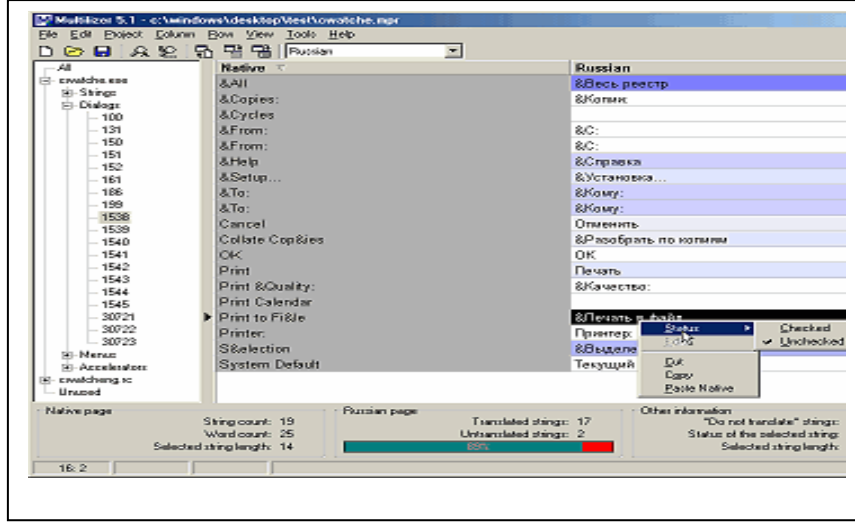 Multilizer 5.1 - c:\windows\desktop\test\cwatche.mpr
File Edit Project Column Row View Tools Help
Russian
All
cwatche.exe
Strings
Dialogs
100
131
150
151
152
161
186
199
1538
1539
1540
1541
1542
1543
1544
1545
30721
30722
30723
Menus
Accelerators
cwatcheng.rc
Unused
Native Russian
&All &Весь реестр
&Copies: &Копии:
&Cycles
&From: &С:
&From: &С:
&Help &Справка
&Setup... &Установка...
&To: &Кому:
&To: &Кому:
Cancel Отменить
Collate Cop&ies &Разобрать по копиям
OK ОК
Print Печать
Print &Quality: &Качество:
Print Calendar
Print to Fi&le &Печать в файл
Printer: Принтер:
S&election &Выделе
System Default Текущий
Status Checked
Unchecked
Cut
Copy
Paste Native
Native page
String count: 19
Word count: 25
Selected string length: 14
Russian page
Translated strings: 17
Untranslated strings: 2
89%
Other information
"Do not translate" strings:
Status of the selected string:
Selected string length:
16: 2